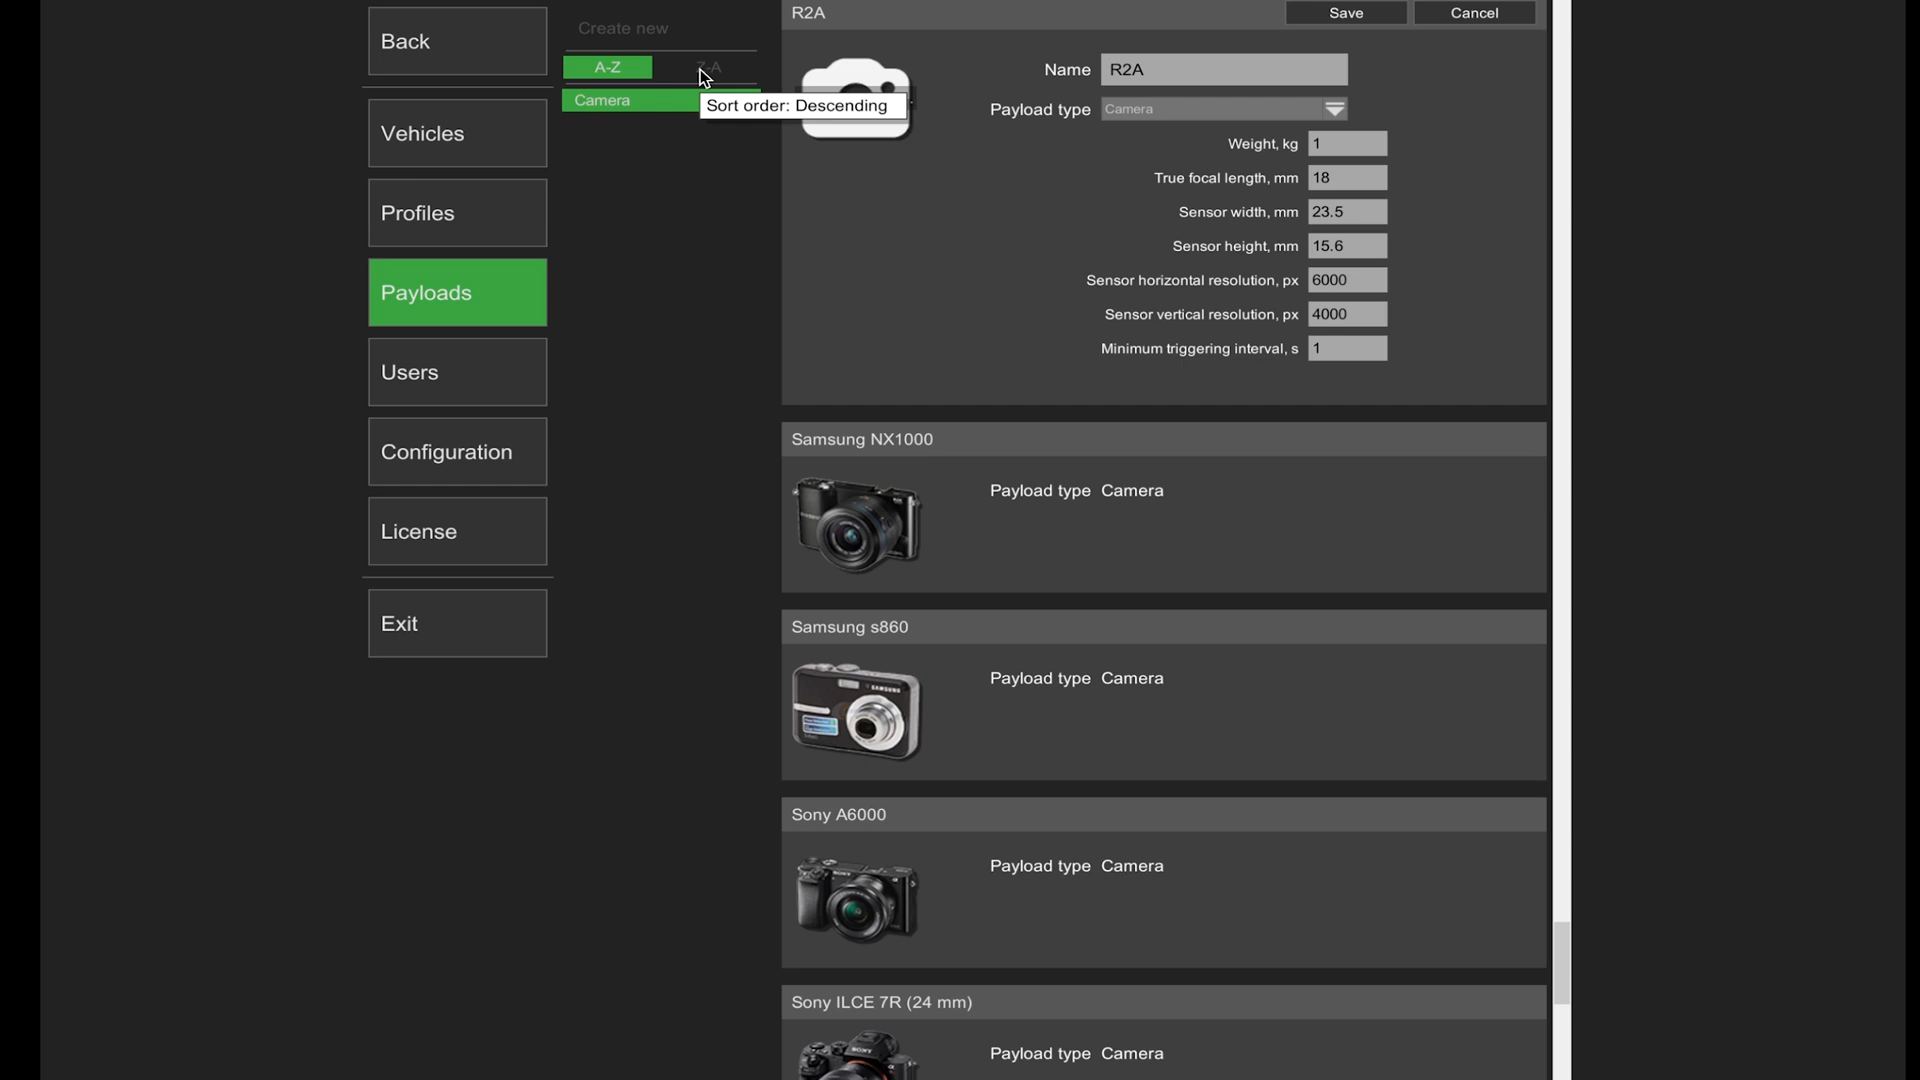 Back
Vehicles
Profiles
Payloads
Users
Configuration
License
Exit
Create new
A-Z
Z-A
Camera
Sort order: Descending
R2A
Save
Cancel
Name R2A
Payload type Camera
Weight, kg 1
True focal length, mm 18
Sensor width, mm 23.5
Sensor height, mm 15.6
Sensor horizontal resolution, px 6000
Sensor vertical resolution, px 4000
Minimum triggering interval, s 1
Samsung NX1000
Payload type Camera
Samsung s860
SAMSUNG
Payload type Camera
Sony A6000
SONY
Payload type Camera
Sony ILCE 7R (24 mm)
SONY
Payload type Camera